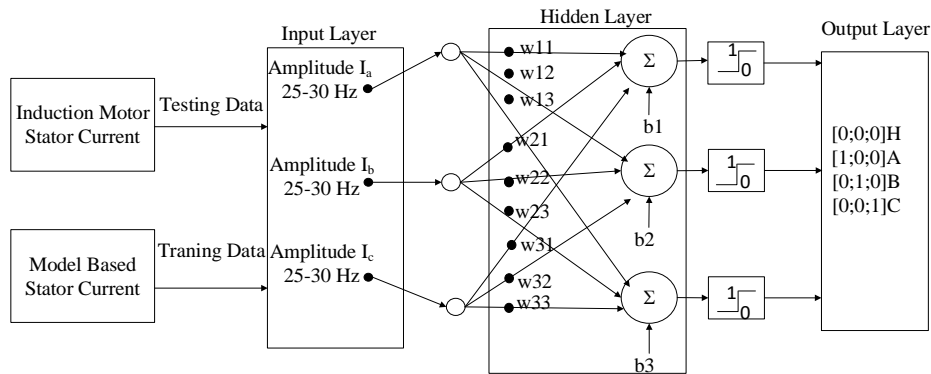 Induction Motor
Stator Current
Testing Data
Model Based
Stator Current
Traning Data
Input Layer
Amplitude Ia
25-30 Hz
Amplitude Ib
25-30 Hz
Amplitude Ic
25-30 Hz
Hidden Layer
w11
w12
w13
w21
w22
w23
w31
w32
w33
Σ
b1
Σ
b2
Σ
b3
1
0
1
0
1
0
Output Layer
[0;0;0]H
[1;0;0]A
[0;1;0]B
[0;0;1]C